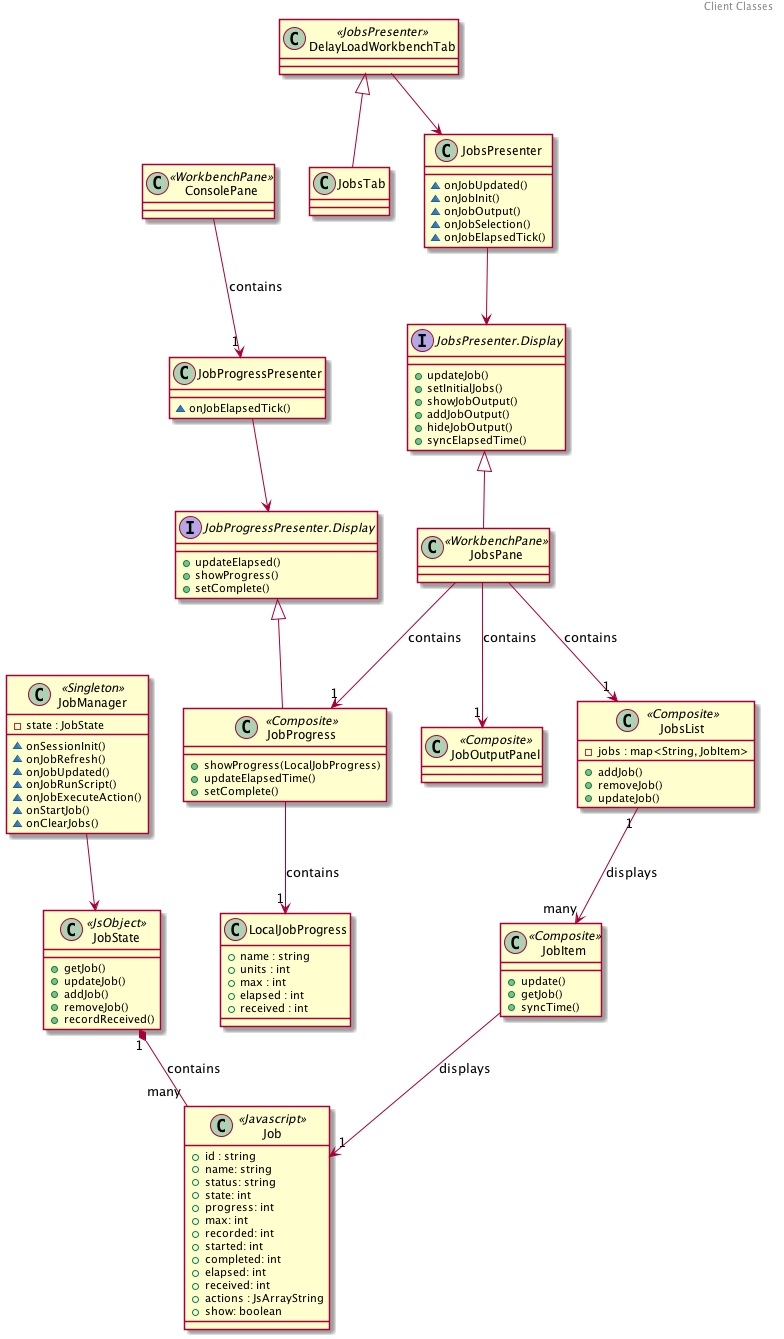 Client Classes
C
«JobsPresenter»
DelayLoadWorkbenchTab
C
JobsPresenter
onJobUpdated()
onJobInit()
onJobOutput()
onJobSelection()
onJobElapsedTick()
C
«WorkbenchPane»
ConsolePane
C
JobsTab
contains
1
C
JobProgressPresenter
onJobElapsedTick()
I
JobsPresenter.Display
updateJob()
setInitialJobs()
showJobOutput()
addJobOutput()
hideJobOutput()
syncElapsedTime()
I
JobProgressPresenter.Display
updateElapsed()
showProgress()
setComplete()
C
«WorkbenchPane»
JobsPane
contains
contains
contains
1
1
1
C
«Singleton»
JobManager
state : JobState
onSessionInit()
onJobRefresh()
onJobUpdated()
onJobRunScript()
onJobExecuteAction()
onStartJob()
onClearJobs()
C
«Composite»
JobProgress
showProgress(LocalJobProgress)
updateElapsedTime()
setComplete()
C
«Composite»
JobOutputPanel
C
«Composite»
JobsList
jobs : map<String, JobItem>
addJob()
removeJob()
updateJob()
contains
1
1
displays
many
C
«JsObject»
JobState
getJob()
updateJob()
addJob()
removeJob()
recordReceived()
C
LocalJobProgress
name : string
units : int
max : int
elapsed : int
received : int
C
«Composite»
JobItem
update()
getJob()
syncTime()
1
contains
many
displays
1
C
«Javascript»
Job
id : string
name: string
status: string
state: int
progress: int
max: int
recorded: int
started: int
completed: int
elapsed: int
received: int
actions : JsArrayString
show: boolean